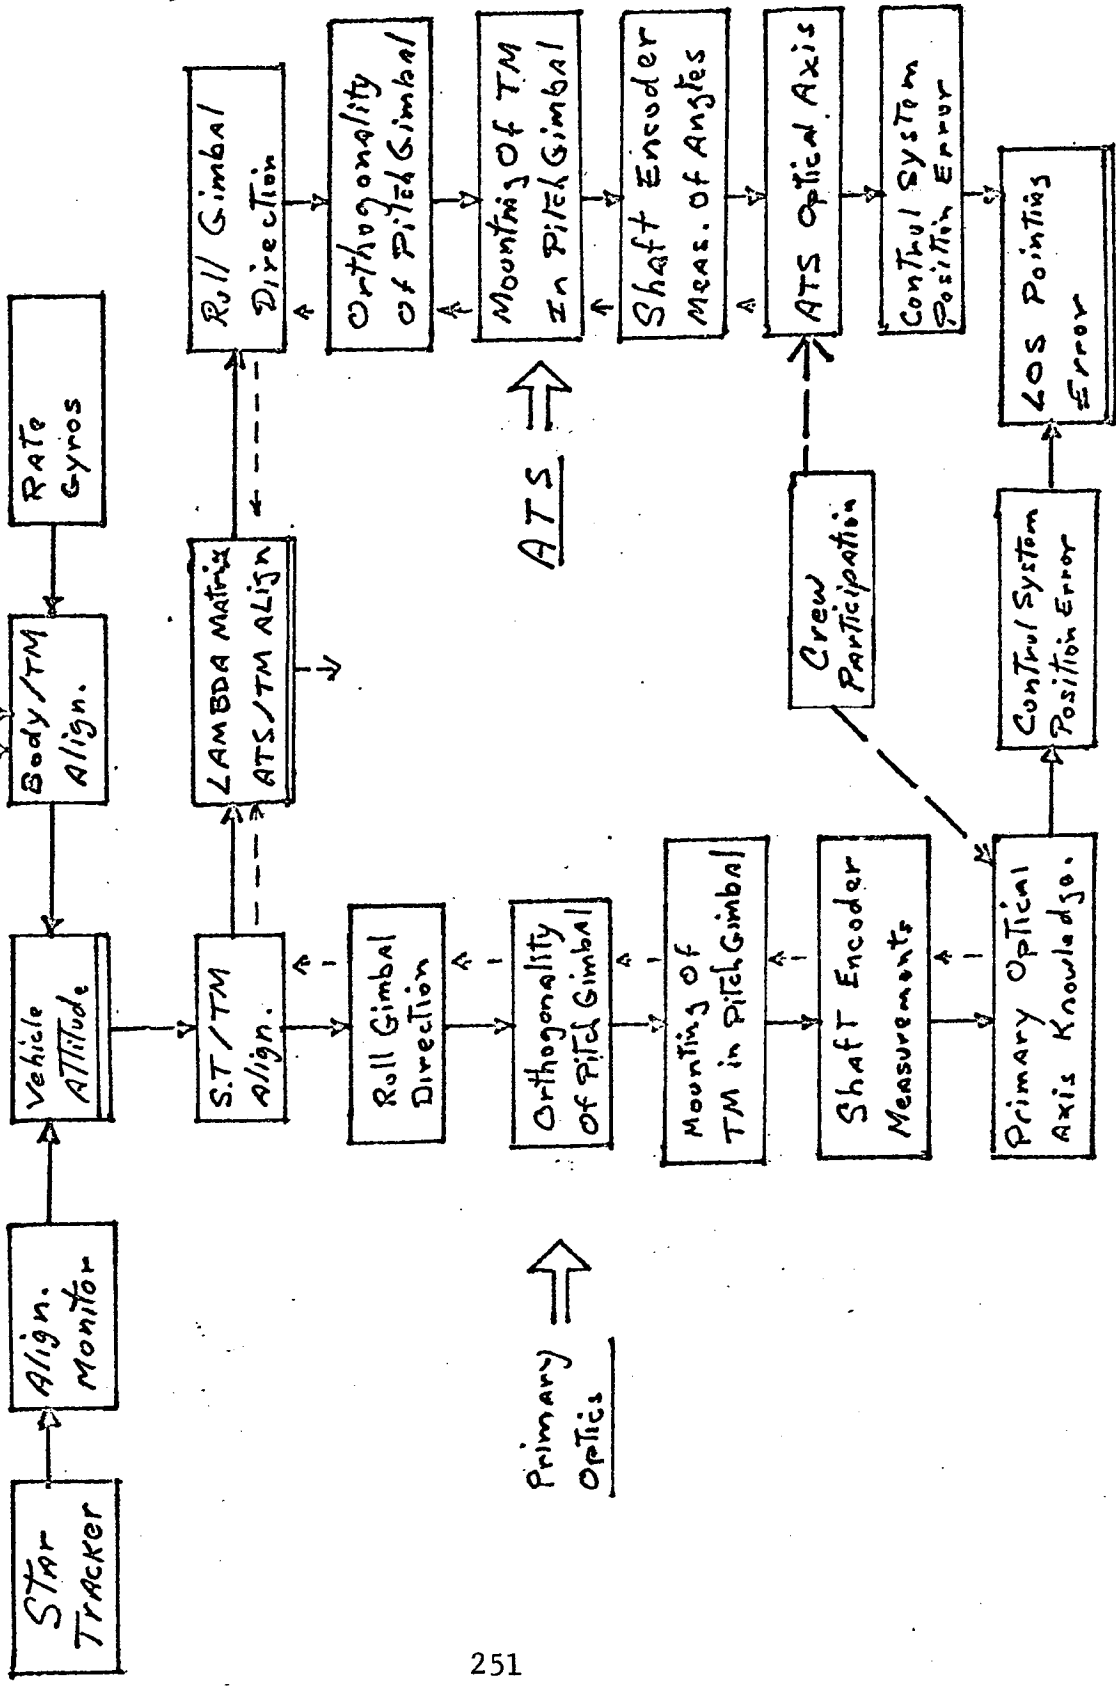 STAr
TrACKEr
Align.
Monitor
Vehicle
Attitude
Body/TM
Align.
RATE
Gyros
S.T/TM
Align.
LAMBDA Matrix
ATS/TM ALign
Roll Gimbal
Direction
Roll Gimbal
Direction
Orthogonality
Of Pitch Gimbal
Orthogonality
Of Pitch Gimbal
Primary
Optics
ATS
Mounting Of
TM in Pitch Gimbal
Mounting Of TM
In Pitch Gimbal
Shaft Encoder
Measurements
Shaft Encoder
Meas. of Angles
Crew
Participation
ATS Optical Axis
Primary Optical
Axis Knowledge.
Control System
Position Error
Control System
Position Error
LOS Pointing
Error
251